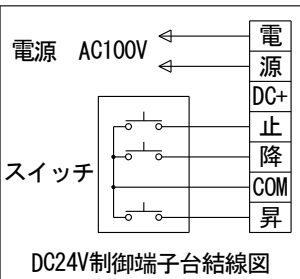 電源 AC100V
電
源
DC+
止
降
COM
昇
スイッチ
DC24V制御端子台結線図